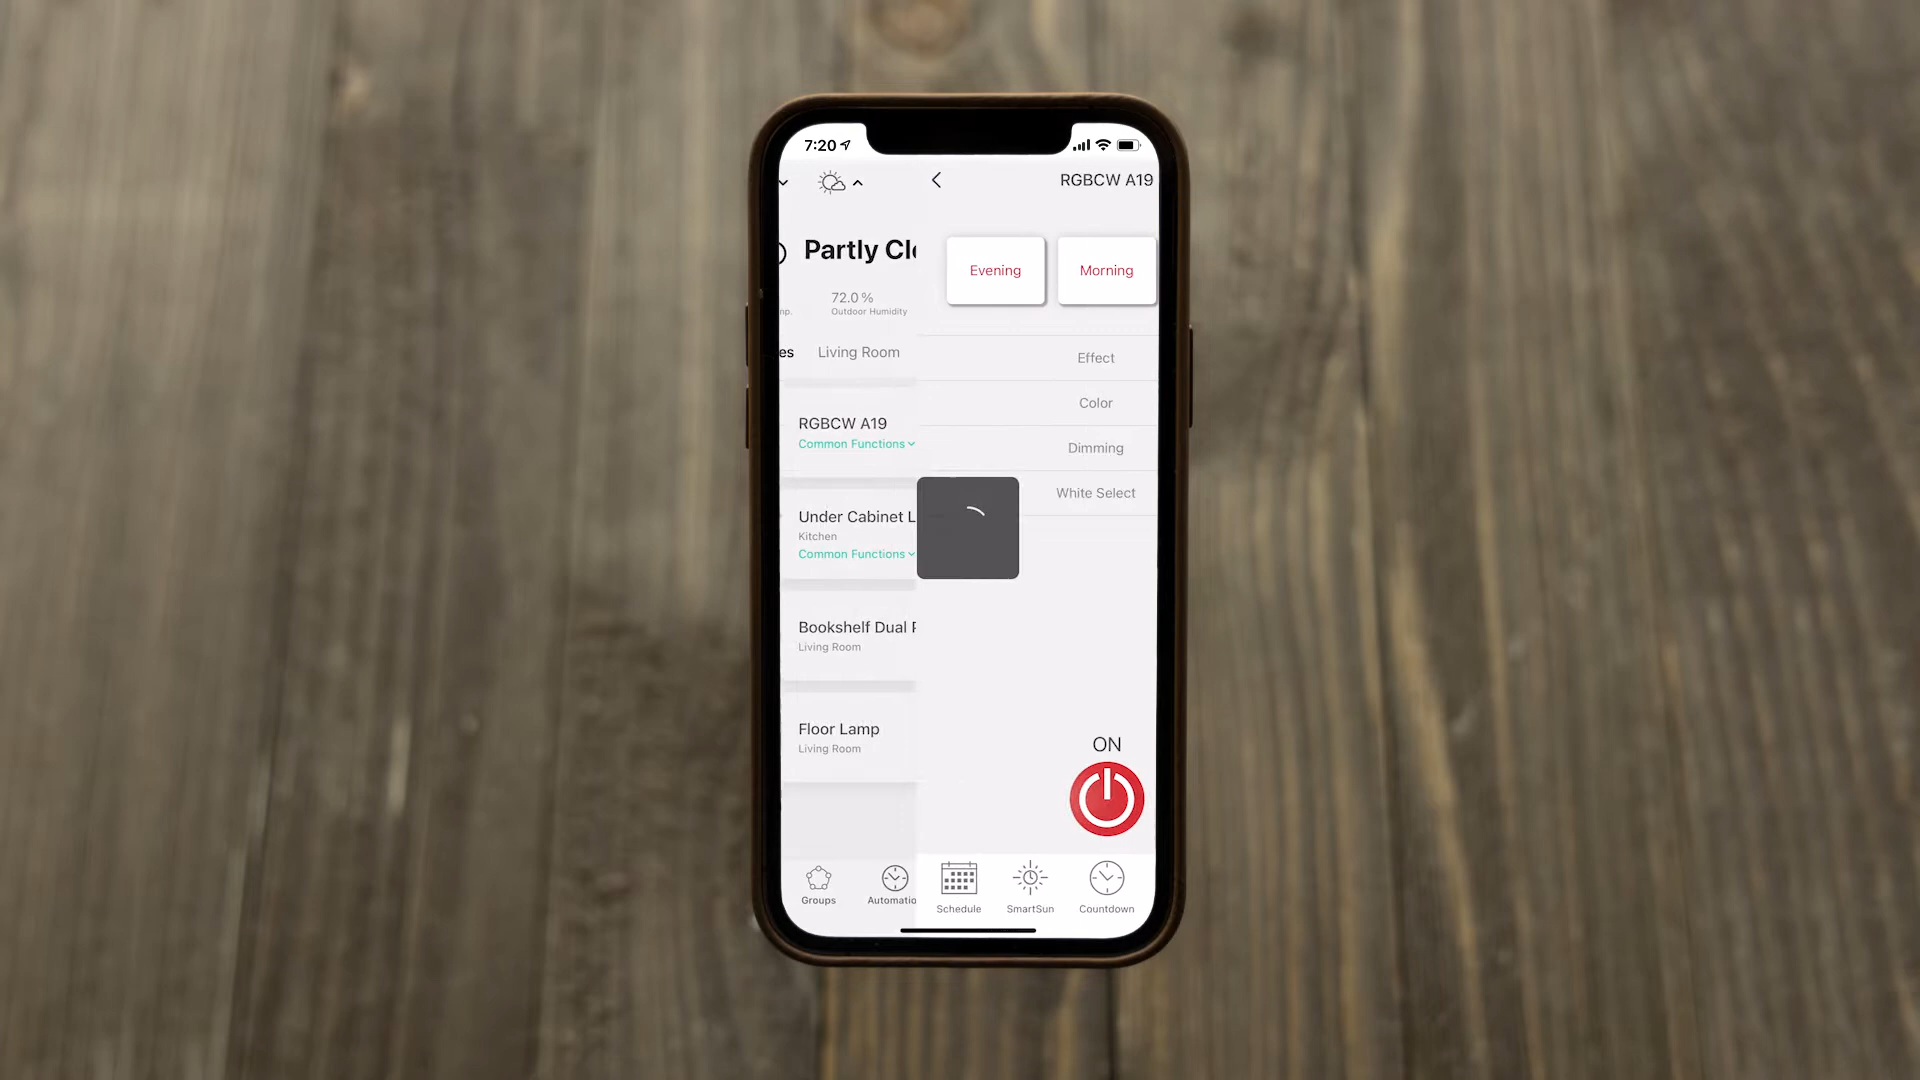 7:20
RGBCW A19
Partly Clo
Evening
Morning
72.0 %
np.
Outdoor Humidity
es
Living Room
Effect
Color
Dimming
White Select
RGBCW A19
Common Functions
Under Cabinet L
Kitchen
Common Functions
Bookshelf Dual
Living Room
Floor Lamp
Living Room
ON
Groups
Automatio
Schedule
SmartSun
Countdown